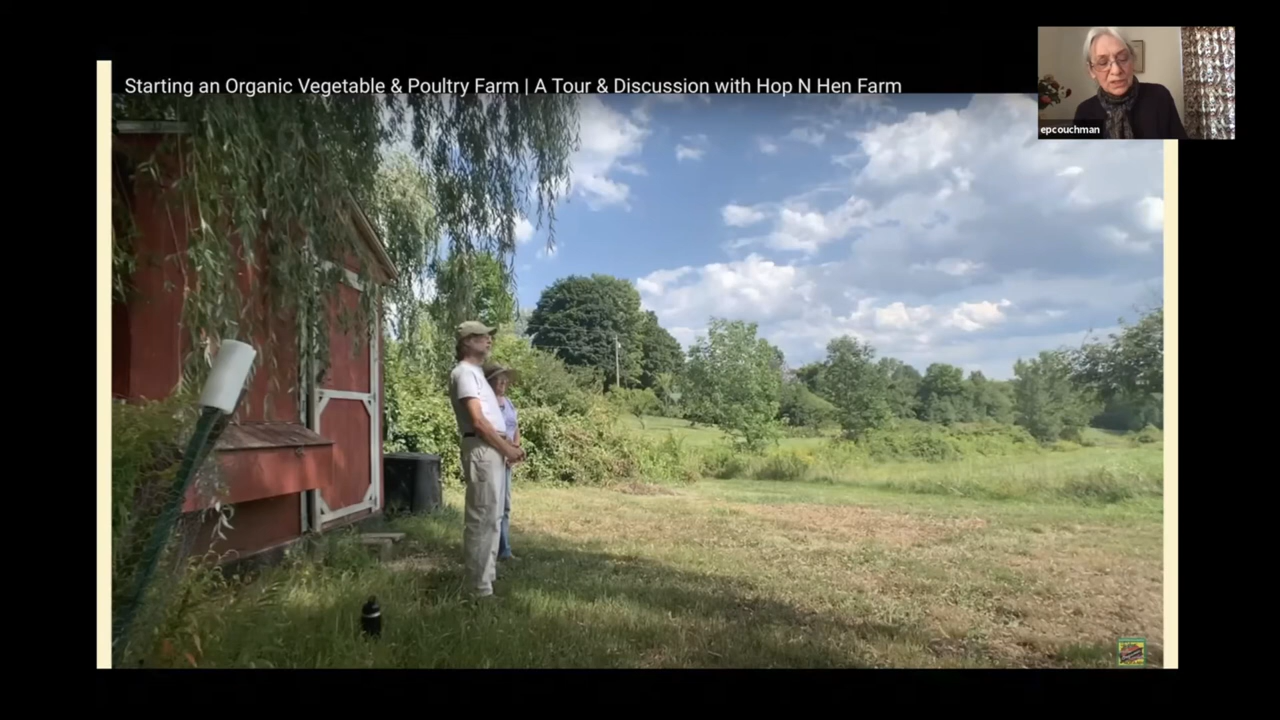 Starting an Organic Vegetable & Poultry Farm | A Tour & Discussion with Hop N Hen Farm
epcouchman